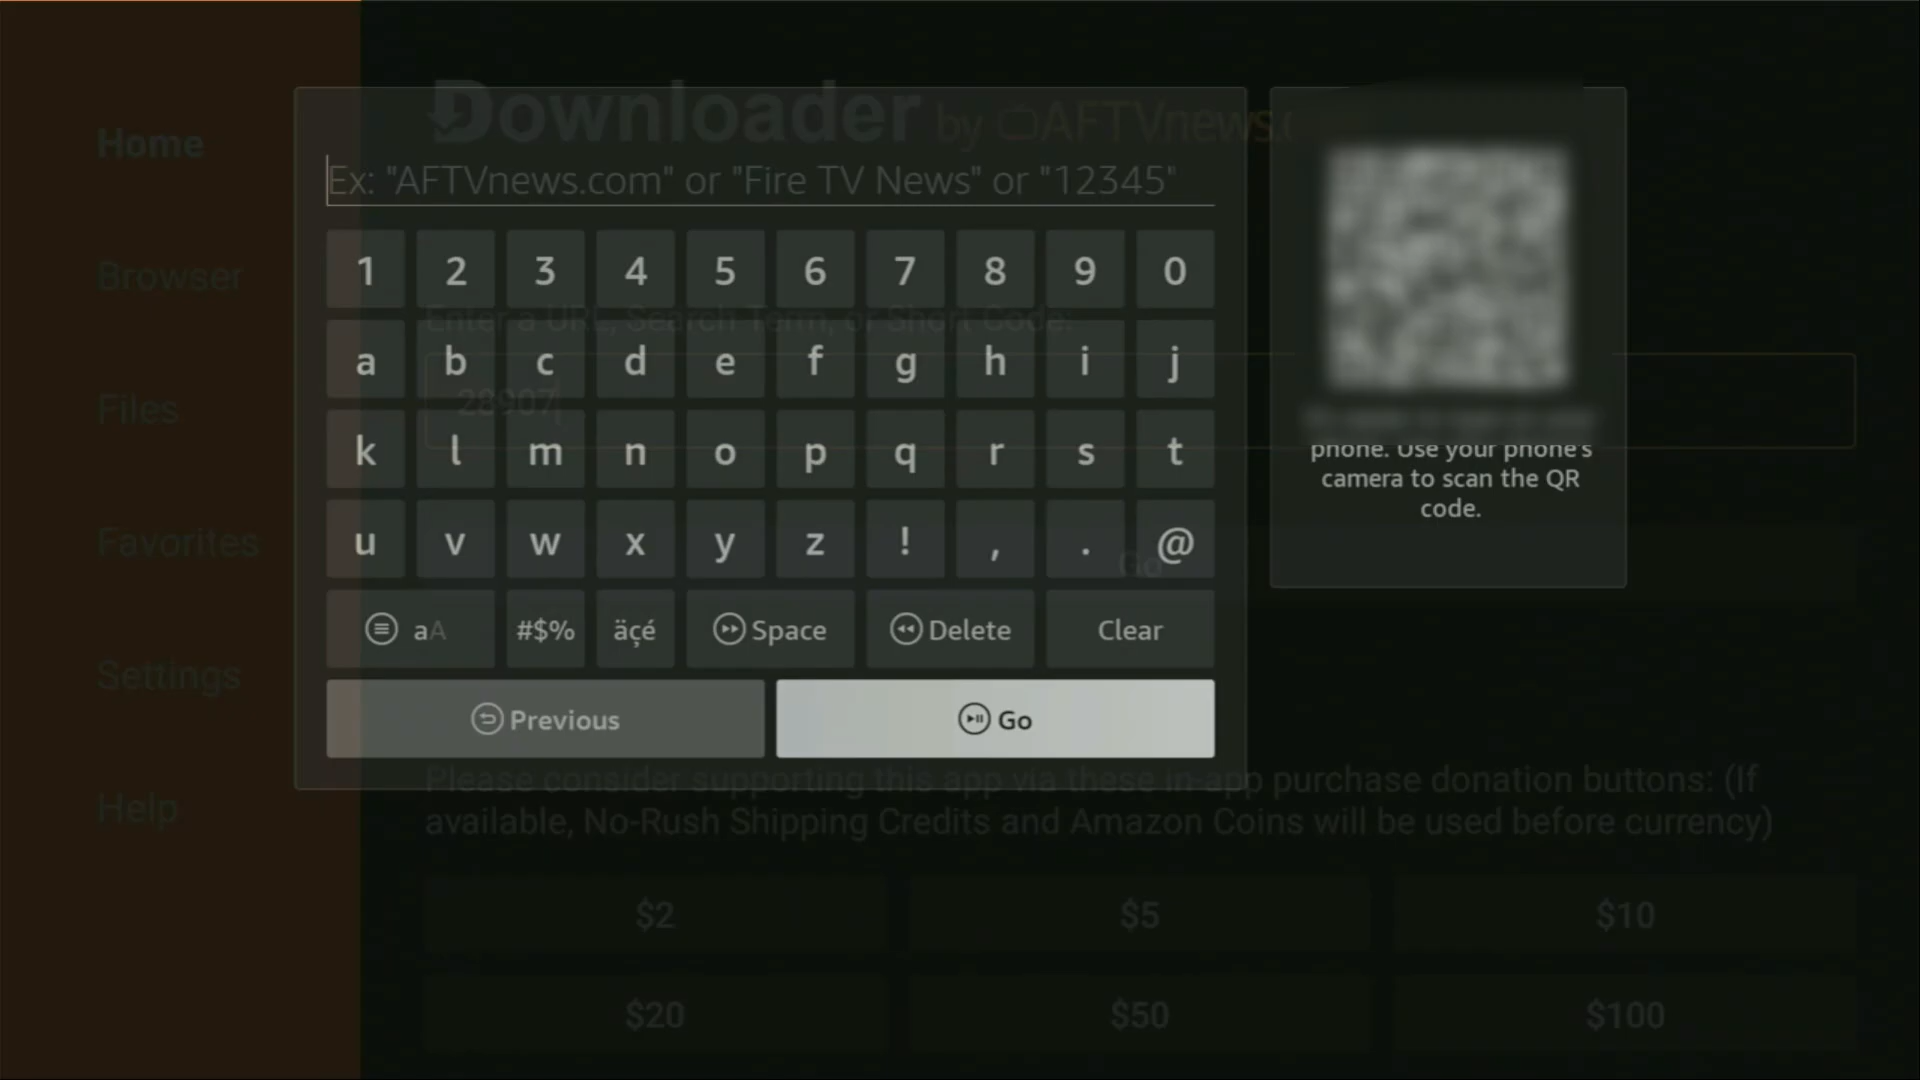 Downloader by AFTVnews.c
Home
Ex: "AFTVnews.com" or "Fire TV News" or "12345"
1 2 3 4 5 6 7 8 9 0
Browser
Enter a URL, Search Term, or Short Code:
a b c d e f g h i j
Files
28907
k l m n o p q r s t
phone. Use your phone's
camera to scan the QR
code.
Favorites
u v w x y z ! , . @
Go
aA #$% äçé Space Delete Clear
Settings
Previous Go
Please consider supporting this app via these in-app purchase donation buttons: (If
available, No-Rush Shipping Credits and Amazon Coins will be used before currency)
Help
$2 $5 $10
$20 $50 $100